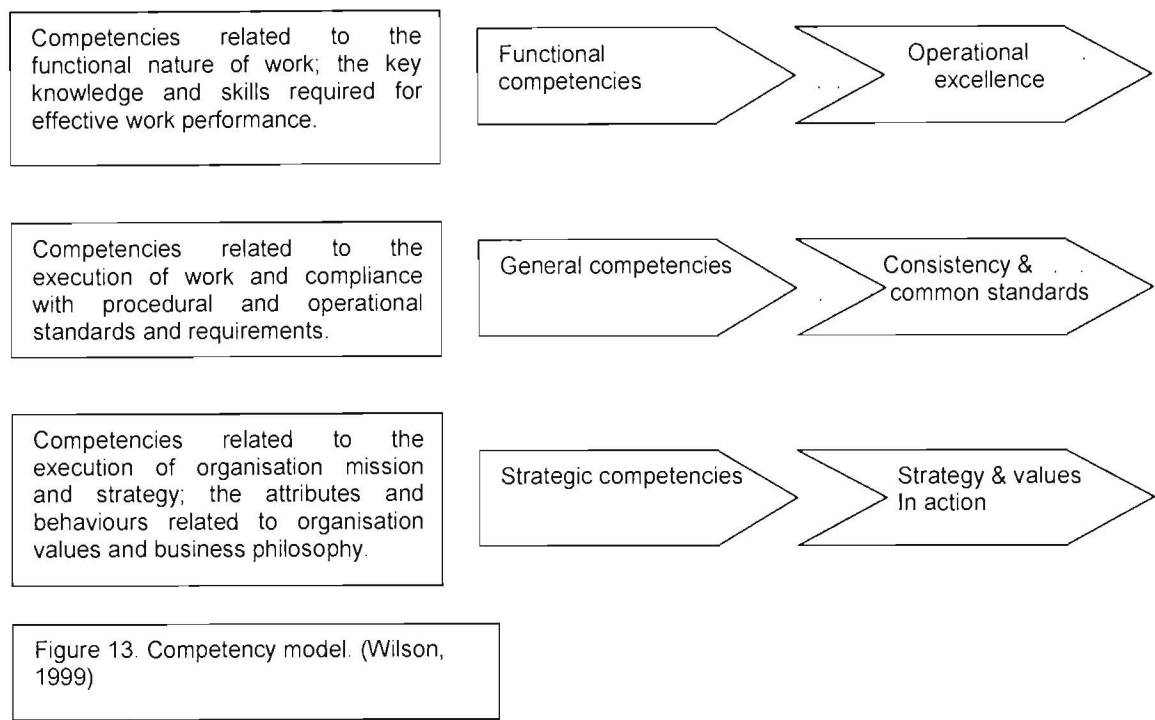 Competencies related to the
functional nature of work; the key
knowledge and skills required for
effective work performance.
Functional
competencies
Operational
excellence
Competencies related to the
execution of work and compliance
with procedural and operational
standards and requirements.
General competencies
Consistency &
common standards
Competencies related to the
execution of organisation mission
and strategy; the attributes and
behaviours related to organisation
values and business philosophy.
Strategic competencies
Strategy & values
In action
Figure 13. Competency model. (Wilson,
1999)